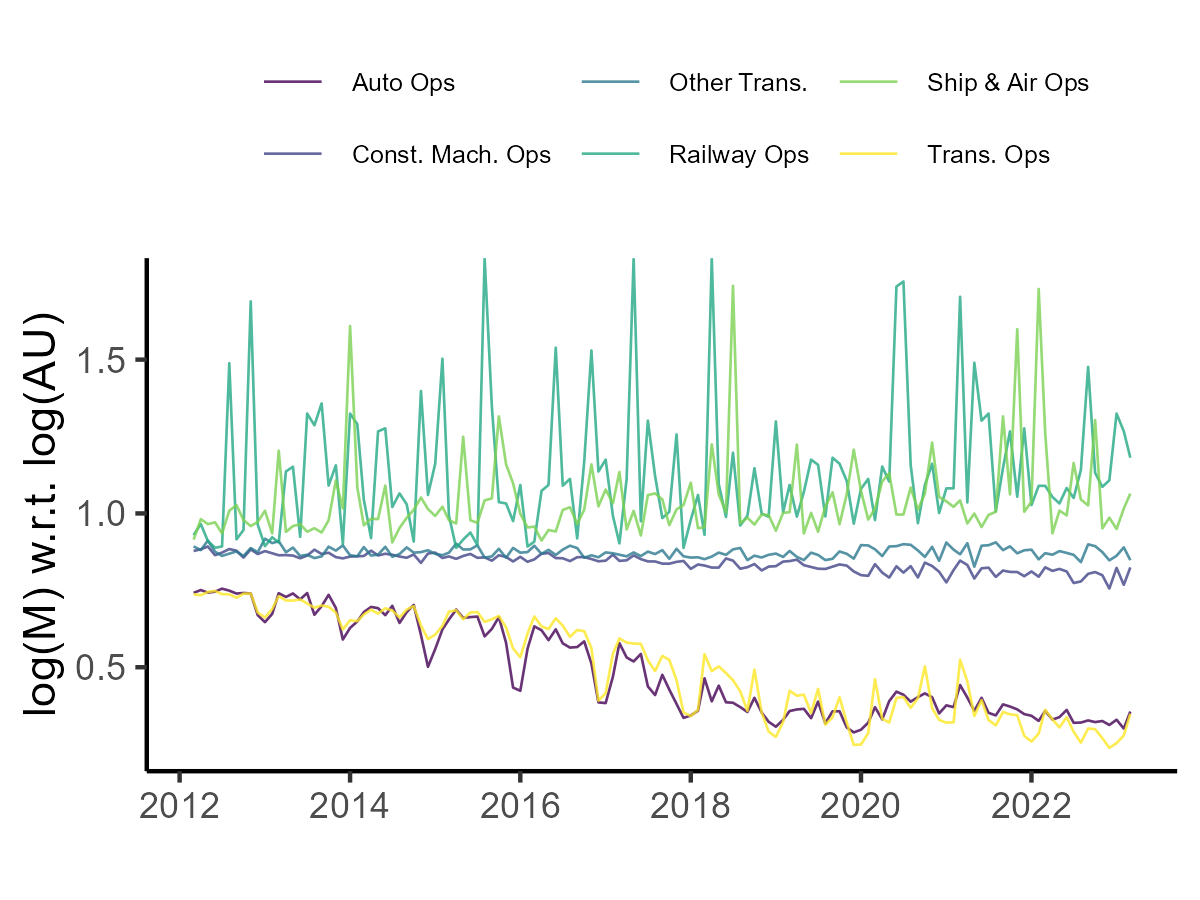 Auto Ops
Other Trans.
Ship & Air Ops
Const. Mach. Ops
Railway Ops
Trans. Ops
log(M) w.r.t. log(AU)
1.5
1.0
0.5
2012
2014
2016
2018
2020
2022